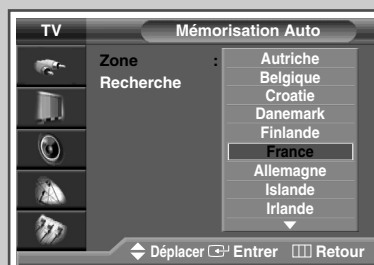 TV Mémorisation Auto
Zone : Autriche
Recherche Belgique
Croatie
Danemark
Finlande
France
Allemagne
Islande
Irlande
Déplacer Entrer Retour